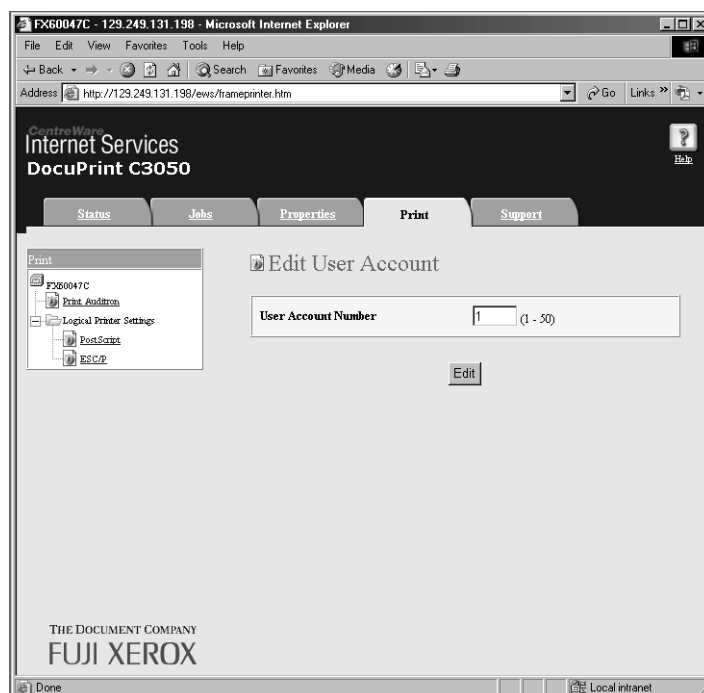 FX60047C - 129.249.131.198 - Microsoft Internet Explorer
File Edit View Favorites Tools Help
Back Search Favorites Media
Address http://129.249.131.198/ews/frameprinter.htm Go Links »
CentreWare
Internet Services
DocuPrint C3050
? Help
Status Jobs Properties Print Support
Print
FX60047C
Print Auditron
Logical Printer Settings
PostScript
ESC/P
Edit User Account
User Account Number 1 (1 - 50)
Edit
THE DOCUMENT COMPANY
FUJI XEROX
Done Local intranet